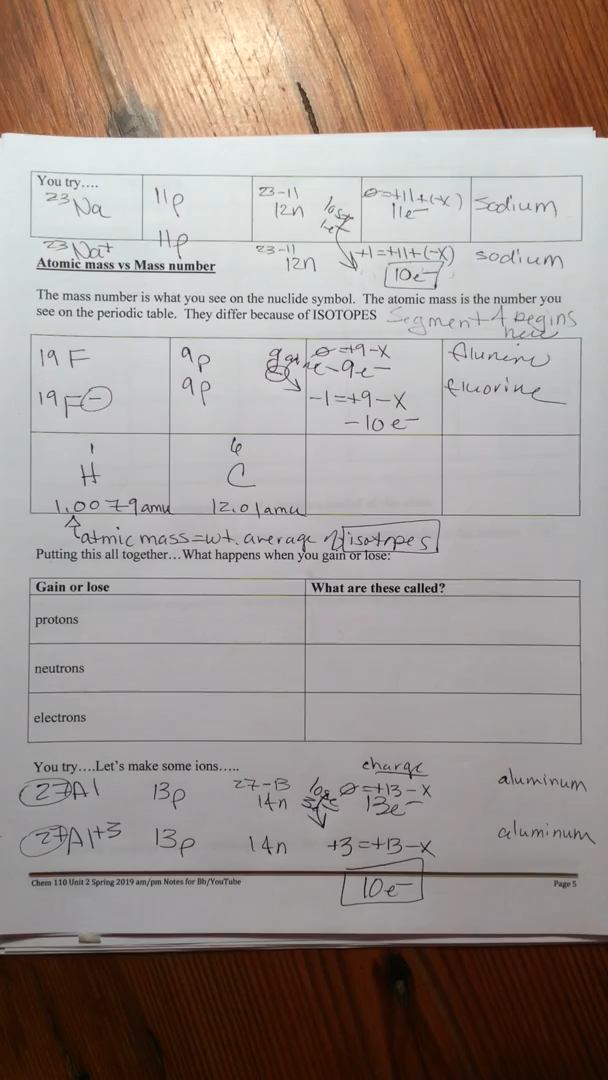 You try....
23Na 11p 23-11 12n lost 1e- 0=+11+(-x) 11e- sodium
23Na+ 11p 23-11 12n +1=+11+(-x) 10e- sodium
Atomic mass vs Mass number
The mass number is what you see on the nuclide symbol. The atomic mass is the number you
see on the periodic table. They differ because of ISOTOPES Segment 4 begins here
19F 9p 0=+9-x 9e-
19F- 9p -1=+9-x -10e- fluorine
1 6
H C
1.0079amu 12.01amu
atmic mass=wt. average of isotopes
Putting this all together…What happens when you gain or lose:
Gain or lose What are these called?
protons
neutrons
electrons
You try….Let's make some ions…..
charge
27Al 13p 27-13 14n 0=+13-x 13e- aluminum
27Al+3 13p 14n +3=+13-x aluminum
10e-
Chem 110 Unit 2 Spring 2019 am/pm Notes for Bb/YouTube Page 5